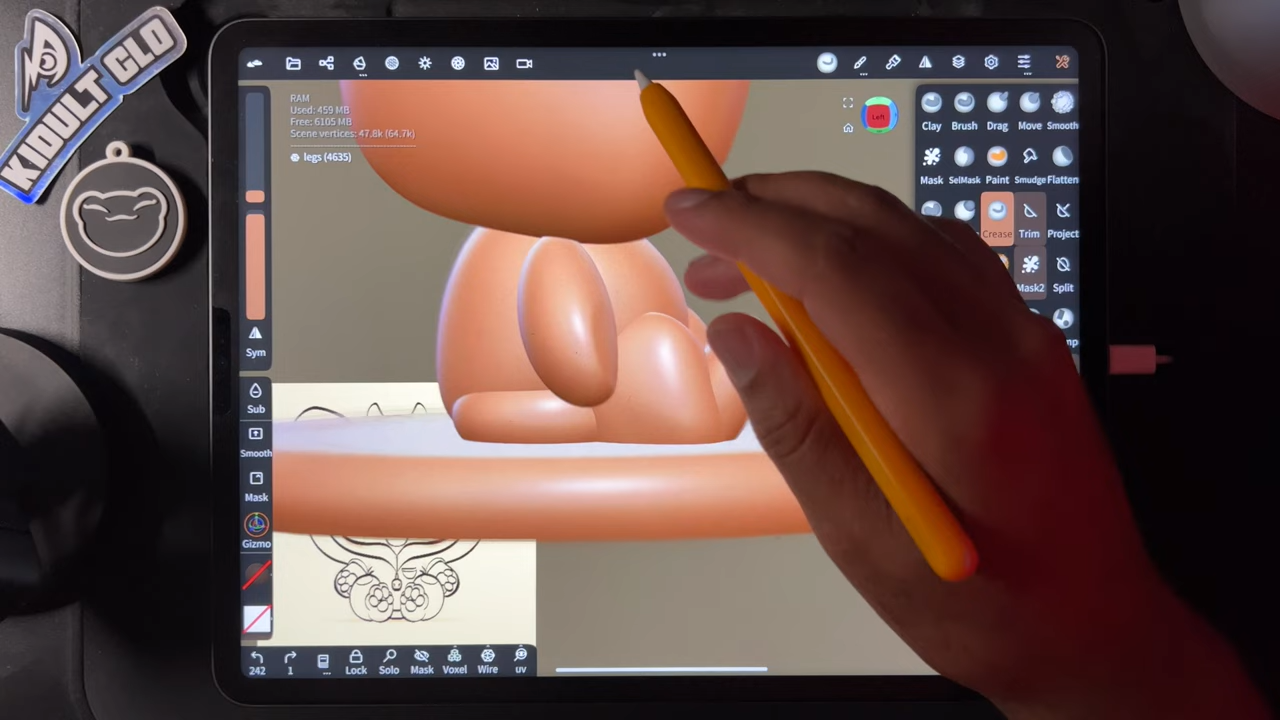 KIDULT CLO
RAM
Used: 459 MB
Free: 6105 MB
Scene vertices: 47.8k (64.7k)
legs (4635)
Left
Clay Brush Drag Move Smooth
Mask SelMask Paint Smudge Flatten
Crease Trim Project
Mask2 Split
Sym
Sub
Smooth
Mask
Gizmo
242 1 ... Lock Solo Mask Voxel Wire uv